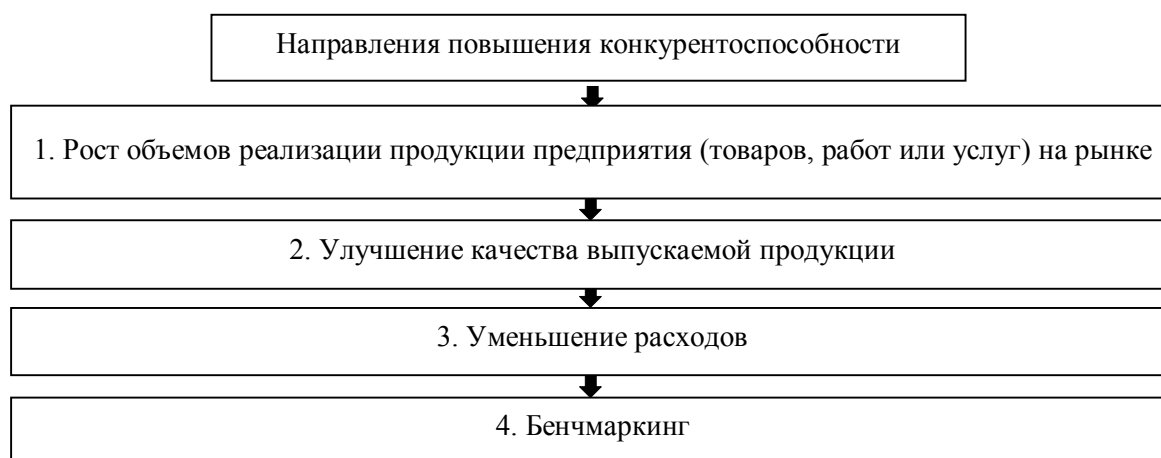 Направления повышения конкурентоспособности
1. Рост объемов реализации продукции предприятия (товаров, работ или услуг) на рынке
2. Улучшение качества выпускаемой продукции
3. Уменьшение расходов
4. Бенчмаркинг